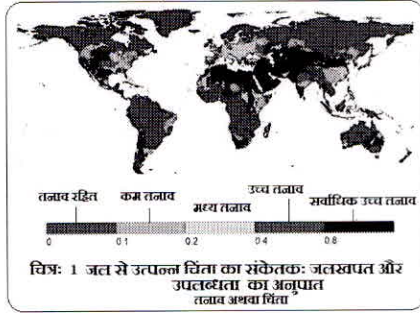 तनाव रहित कम तनाव मध्य तनाव उच्च तनाव सर्वाधिक उच्च तनाव
0 0.1 0.2 0.4 0.8
चित्र: 1 जल से उत्पन्न चिंता का संकेतक: जलखपत और
उपलब्धता का अनुपात
तनाव अथवा चिंता